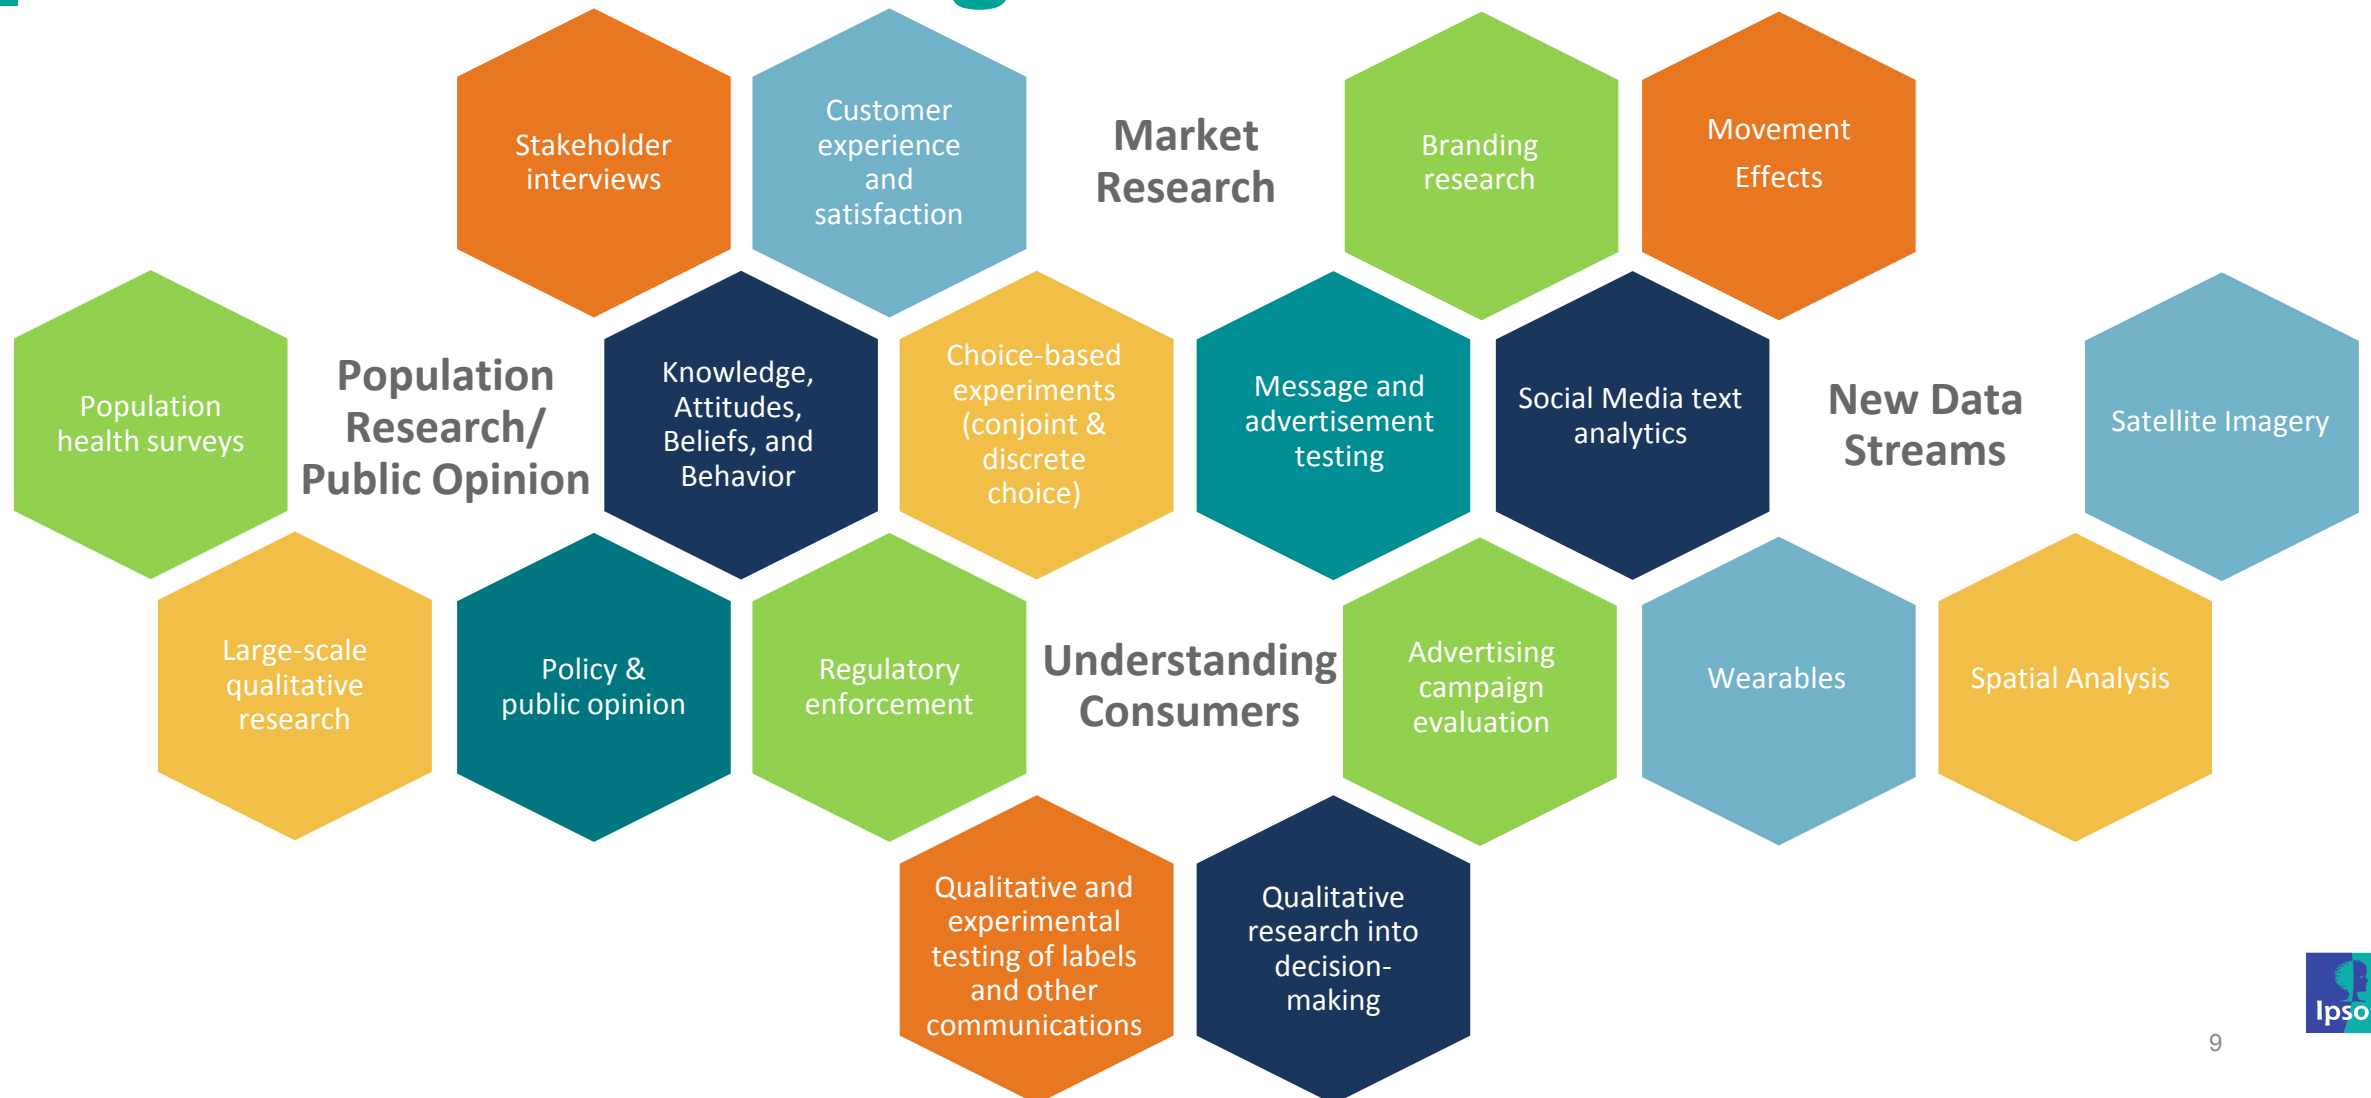 Stakeholder
interviews
Customer
experience
and
satisfaction
Market
Research
Branding
research
Movement
Effects
Population
health surveys
Population
Research/
Public Opinion
Knowledge,
Attitudes,
Beliefs, and
Behavior
Choice-based
experiments
(conjoint &
discrete
choice)
Message and
advertisement
testing
Social Media text
analytics
New Data
Streams
Satellite Imagery
Large-scale
qualitative
research
Policy &
public opinion
Regulatory
enforcement
Understanding
Consumers
Advertising
campaign
evaluation
Wearables
Spatial Analysis
Qualitative and
experimental
testing of labels
and other
communications
Qualitative
research into
decision-
making
Ipso
9